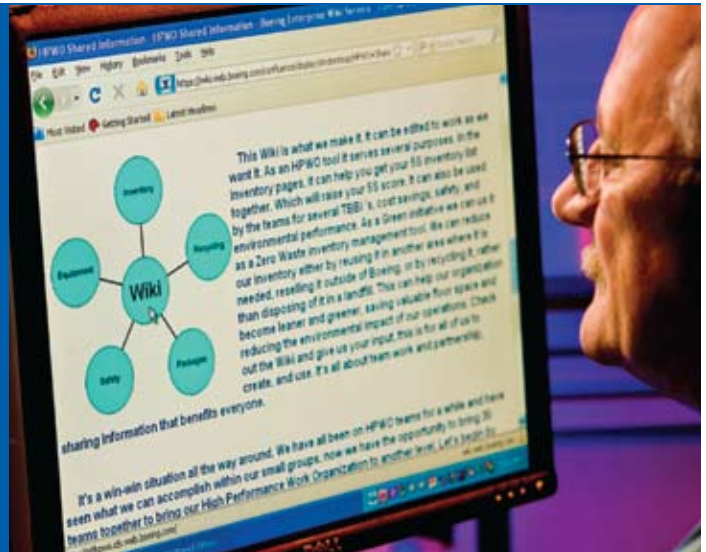 HPWO Shared Information - HPWO Shared Information - Boeing Enterprise Wiki
File Edit View History Bookmarks Tools Help
Most Visited Getting Started Latest Headlines
Inventory
Recycling
Equipment
Wiki
Safety
Packages
This Wiki is what we make it. It can be edited to work as we
want it. As an HPWO tool it serves several purposes. In the
inventory pages. It can help you get your 5S inventory list
together. Which will raise your 5S score. It can also be used
by the teams for several cost savings, safety, and
environmental performance. As a Green initiative we can us it
as a Zero Waste inventory management tool. We can reduce
our inventory either by reusing it in another area where it is
needed, reselling it outside of Boeing, or by recycling it, rather
than disposing of it in a landfill. This can help our organization
become leaner and greener, saving valuable floor space and
reducing the environmental impact of our operations. Check
out the Wiki and give us your input, this is for all of us to
create, and use. It's all about team work and partnership,
sharing information that benefits everyone.
It's a win-win situation all the way around. We have all been on HPWO teams for a while and have
seen what we can accomplish within our small groups, now we have the opportunity to bring 30
teams together to bring our High Performance Work Organization to another level. Let's begin by
DELL